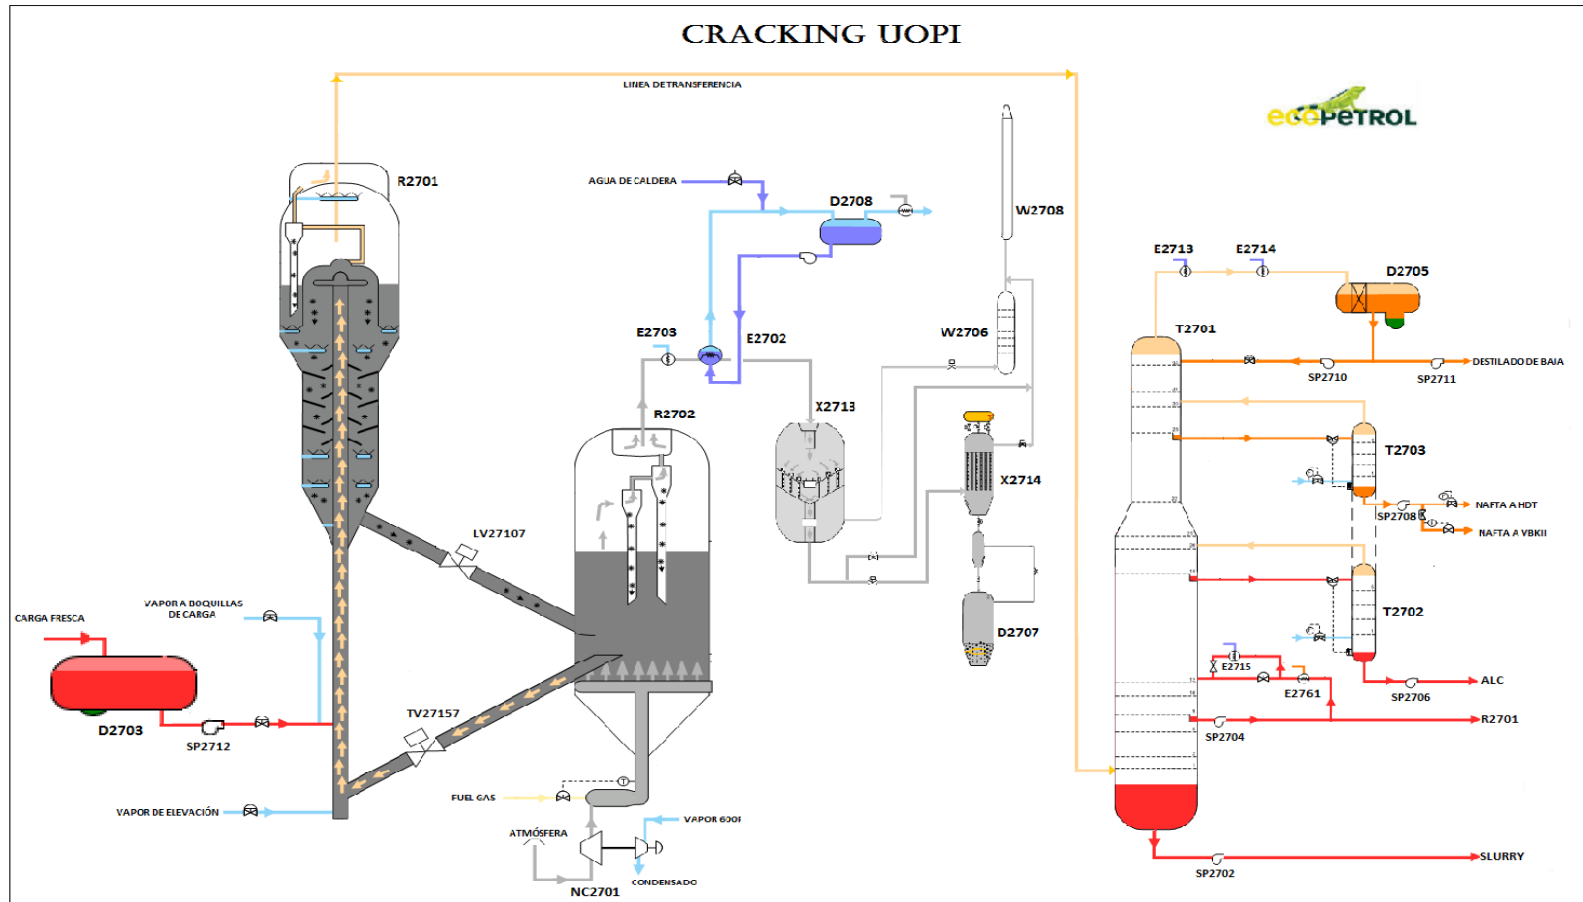 CRACKING UOPI
LINEA DE TRANSFERENCIA
ecopetrol
R2701
AGUA DE CALDERA
D2708
W2708
E2713
E2714
D2705
T2701
E2703
E2702
W2706
DESTILADO DE BAJA
SP2710
SP2711
R2702
X2713
T2703
X2714
SP2708
NAFTA A HDT
NAFTA A VBKII
LV27107
VAPOR A BOQUILLAS
DE CARGA
CARGA FRESCA
T2702
D2707
E2715
E2761
SP2706
ALC
D2703
SP2712
TV27157
SP2704
R2701
FUEL GAS
VAPOR DE ELEVACIÓN
ATMÓSFERA
VAPOR 600#
CONDENSADO
NC2701
SP2702
SLURRY